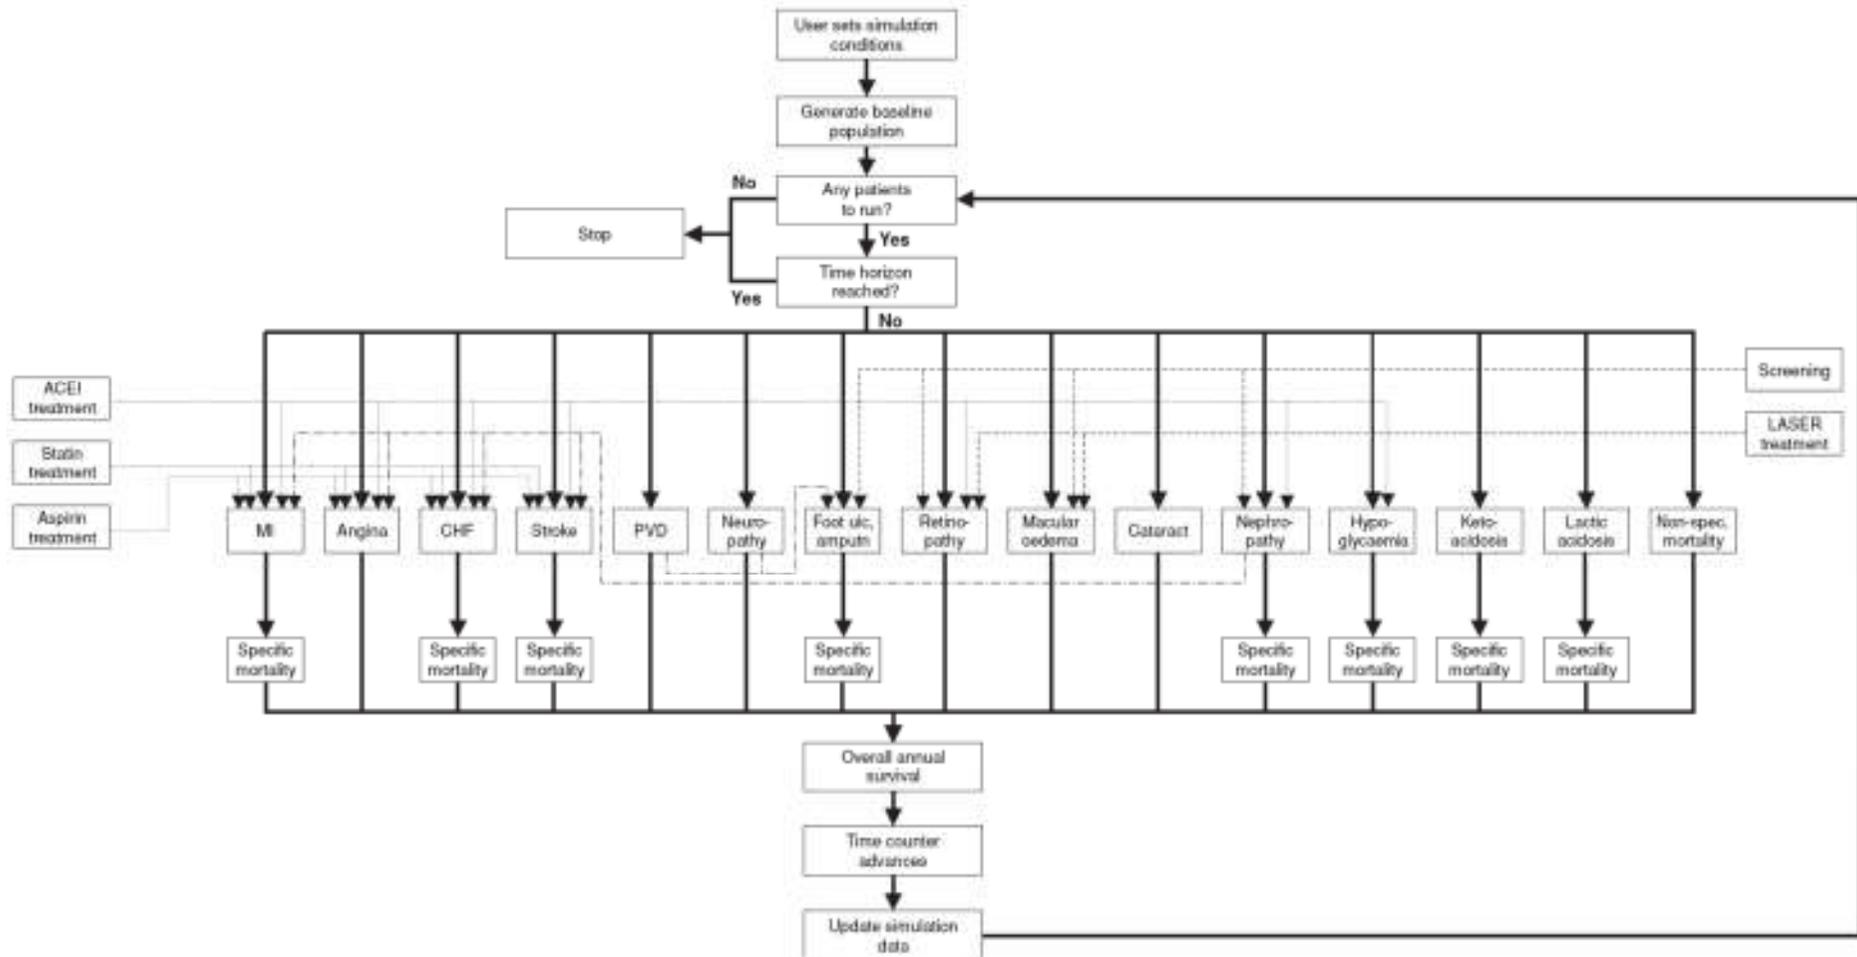 User sets simulation
conditions
Generate baseline
population
No
Any patients
to run?
Stop
Yes
Time horizon
reached?
Yes
No
ACEI
treatment
Screening
LASER
treatment
Statin
treatment
Aspirin
treatment
MI
Angina
CHF
Stroke
PVD
Neuro-
pathy
Foot ulc,
amputn
Retino-
pathy
Macular
oedema
Cataract
Nephro-
pathy
Hypo-
glycaemia
Keto-
acidosis
Lactic
acidosis
Non-spec,
mortality
Specific
mortality
Specific
mortality
Specific
mortality
Specific
mortality
Specific
mortality
Specific
mortality
Specific
mortality
Specific
mortality
Overall annual
survival
Time counter
advances
Update simulation
data